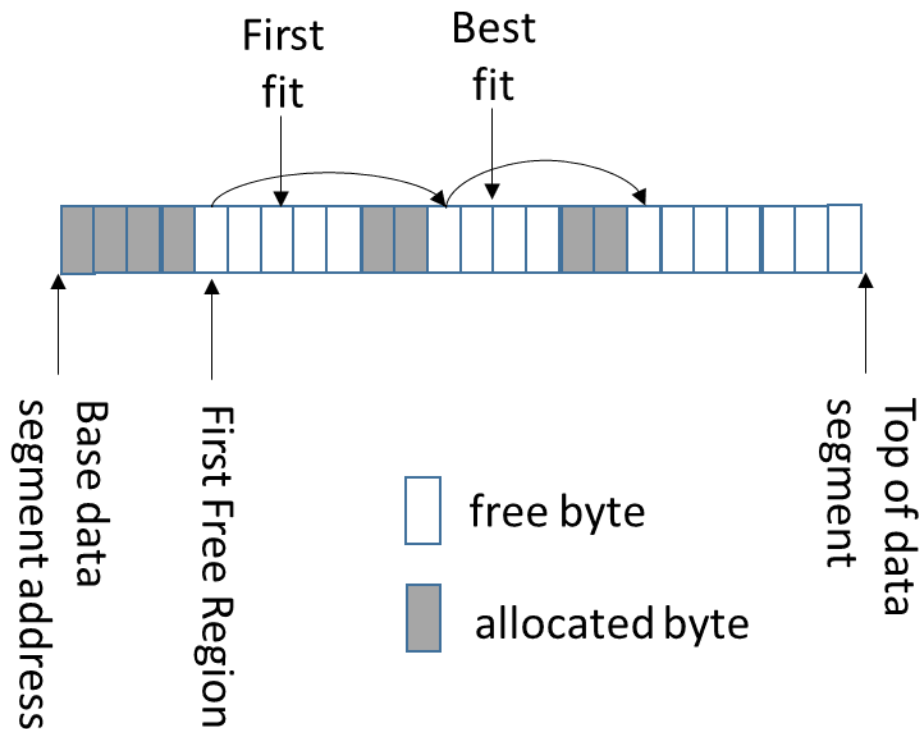 First
fit
Best
fit
Base data
segment address
First Free Region
Top of data
segment
free byte
allocated byte